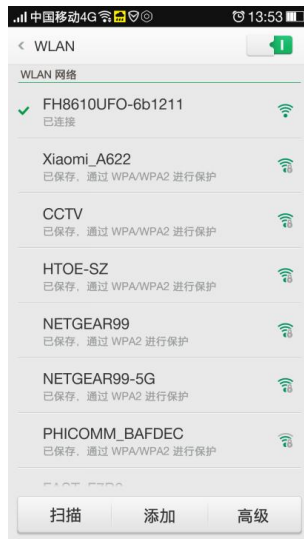 中国移动4G 13:53
WLAN
WLAN 网络
FH8610UFO-6b1211
已连接
Xiaomi_A622
已保存，通过 WPA/WPA2 进行保护
CCTV
已保存，通过 WPA/WPA2 进行保护
HTOE-SZ
已保存，通过 WPA/WPA2 进行保护
NETGEAR99
已保存，通过 WPA2 进行保护
NETGEAR99-5G
已保存，通过 WPA2 进行保护
PHICOMM_BAFDEC
已保存，通过 WPA/WPA2 进行保护
扫描 添加 高级